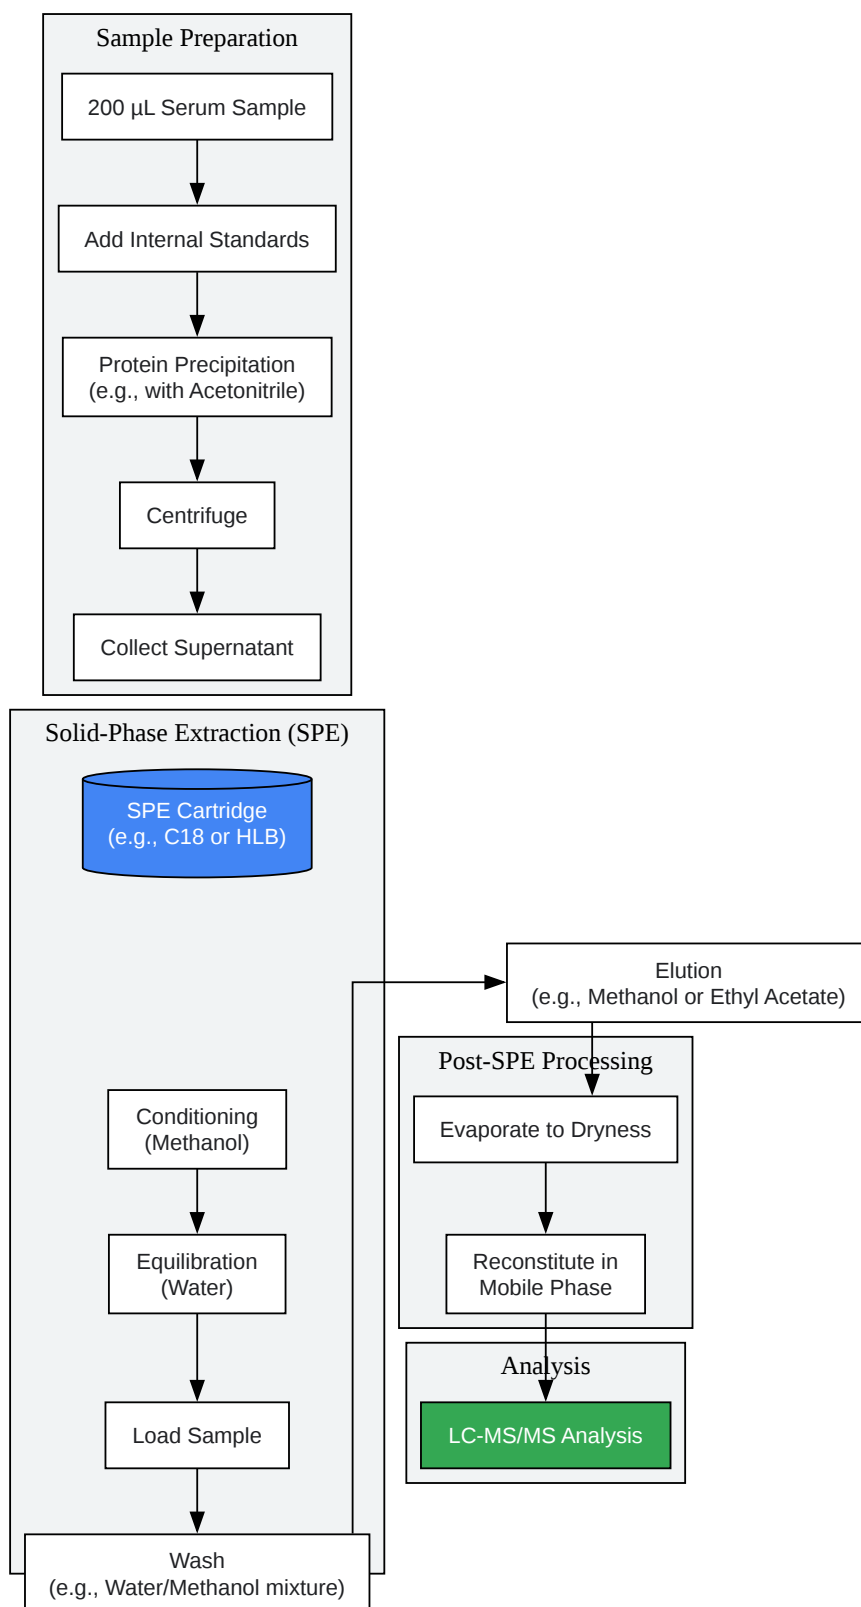 Sample Preparation
200 µL Serum Sample
Add Internal Standards
Protein Precipitation
(e.g., with Acetonitrile)
Centrifuge
Collect Supernatant
Solid-Phase Extraction (SPE)
SPE Cartridge
(e.g., C18 or HLB)
Conditioning
(Methanol)
Equilibration
(Water)
Load Sample
Wash
(e.g., Water/Methanol mixture)
Elution
(e.g., Methanol or Ethyl Acetate)
Post-SPE Processing
Evaporate to Dryness
Reconstitute in
Mobile Phase
Analysis
LC-MS/MS Analysis